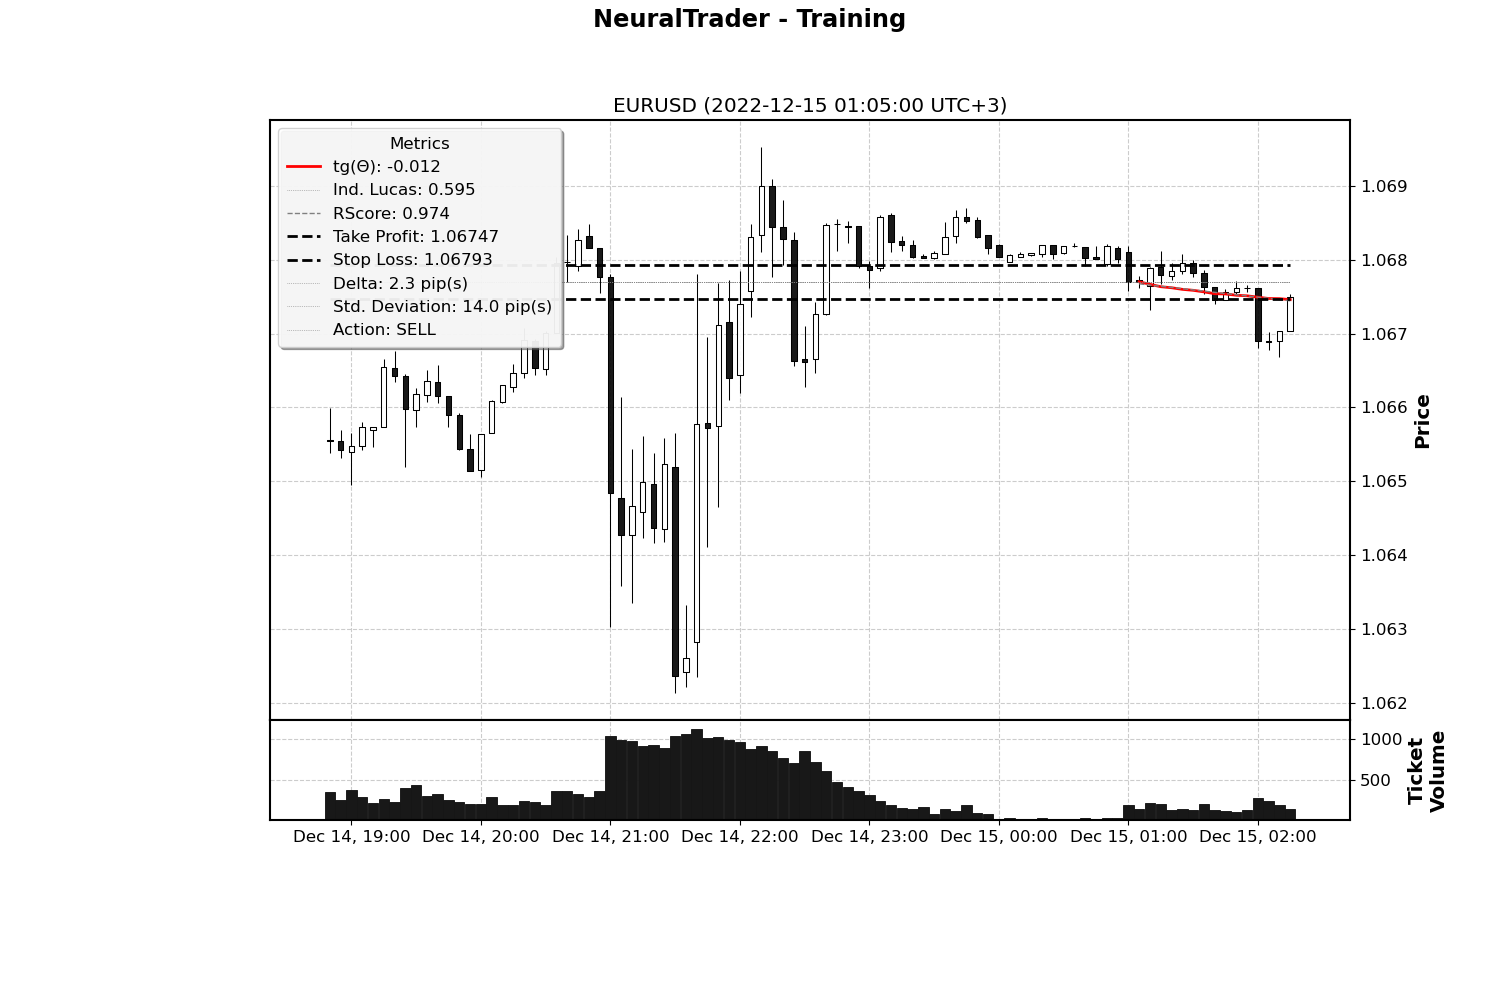 NeuralTrader - Training
EURUSD (2022-12-15 01:05:00 UTC+3)
Metrics
tg(Θ): -0.012
Ind. Lucas: 0.595
RScore: 0.974
Take Profit: 1.06747
Stop Loss: 1.06793
Delta: 2.3 pip(s)
Std. Deviation: 14.0 pip(s)
Action: SELL
1.069
1.068
1.067
1.066
1.065
1.064
1.063
1.062
Price
1000
500
Ticket
Volume
Dec 14, 19:00 Dec 14, 20:00 Dec 14, 21:00 Dec 14, 22:00 Dec 14, 23:00 Dec 15, 00:00 Dec 15, 01:00 Dec 15, 02:00